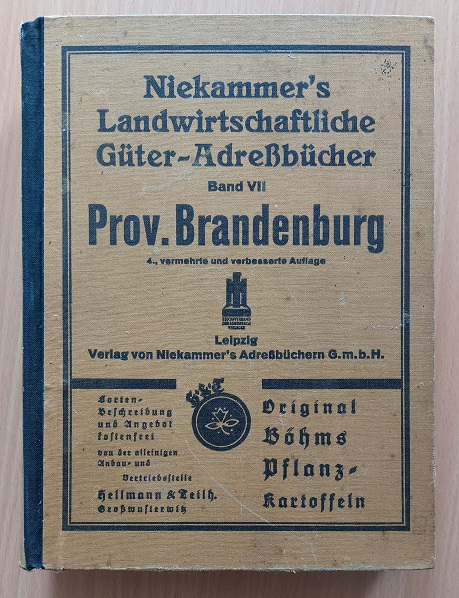 Niekammer's
Landwirtschaftliche
Güter-Adreßbücher
Band VII
Prov. Brandenburg
4., vermehrte und verbesserte Auflage
Leipzig
Verlag von Niekammer's Adreßbüchern G.m.b.H.
Sorten-
Beschreibung
und Angebot
kostenfrei
von der alleinigen
Anbau- und
Vertriebsstelle
Hellmann & Teilh.
Großwusterwitz
Original
Böhms
Pflanz-
kartoffeln